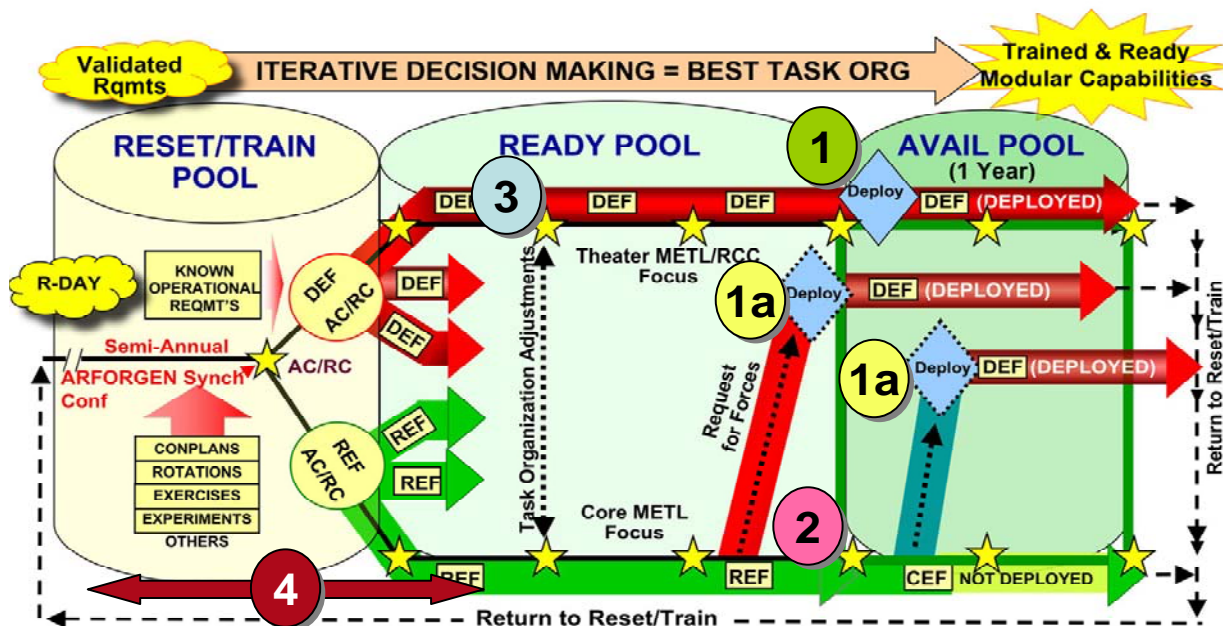 Validated
Rqmts
ITERATIVE DECISION MAKING = BEST TASK ORG
Trained & Ready
Modular Capabilities
RESET/TRAIN
POOL
READY POOL
1
AVAIL POOL
(1 Year)
DEF
3
DEF
DEF
Deploy
DEF
(DEPLOYED)
R-DAY
KNOWN
OPERATIONAL
REQMT'S
DEF
AC/RC
DEF
DEF
Theater METL/RCC
Focus
1a
Deploy
DEF
(DEPLOYED)
Semi-Annual
ARFORGEN Synch
Conf
AC/RC
Task Organization Adjustments
Request
for Forces
1a
Deploy
DEF
(DEPLOYED)
Return to Reset/Train
CONPLANS
ROTATIONS
EXERCISES
EXPERIMENTS
OTHERS
REF
AC/RC
REF
REF
Core METL
Focus
2
4
REF
REF
CEF
NOT DEPLOYED
Return to Reset/Train